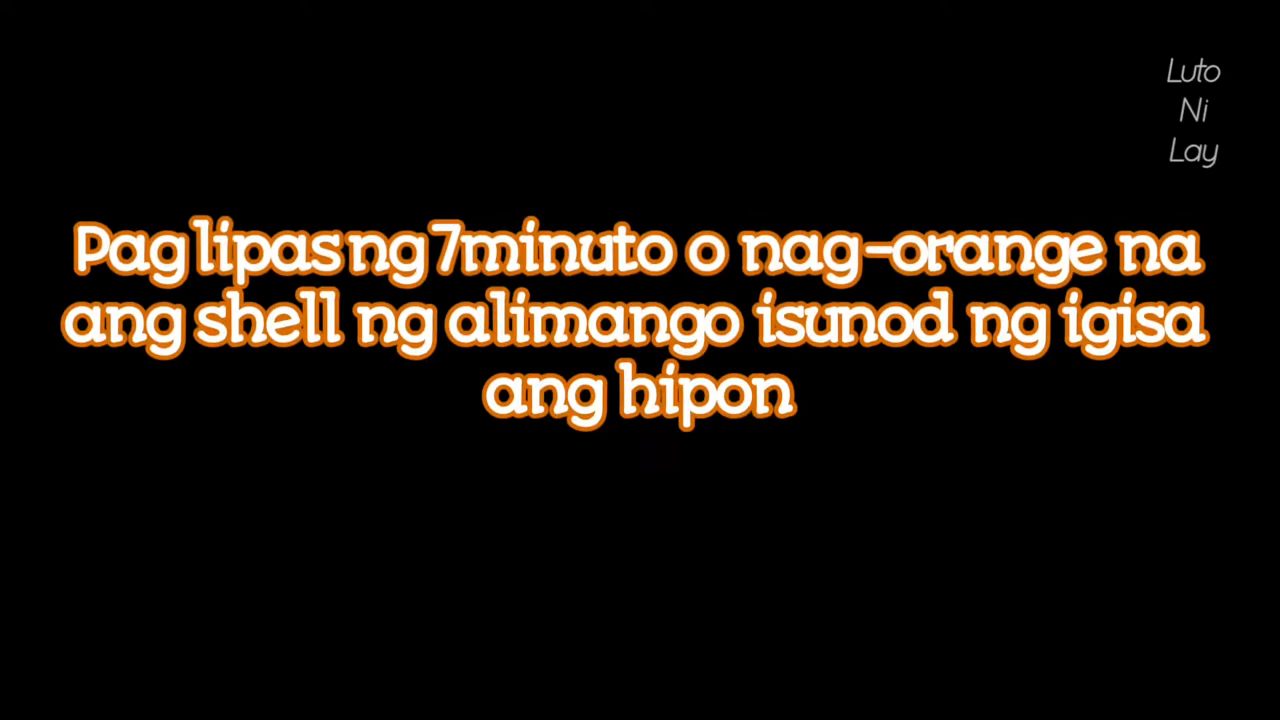 Luto
Ni
Lay
Pag lipas ng 7minuto o nag-orange na
ang shell ng alimango isunod ng igisa
ang hipon